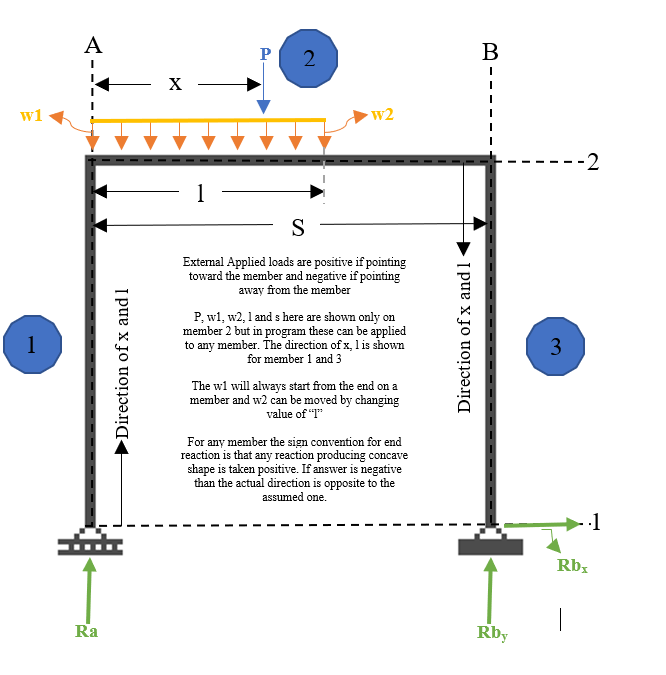 A
B
P
2
x
w1
w2
2
l
S
External Applied loads are positive if pointing
toward the member and negative if pointing
away from the member
P, w1, w2, l and s here are shown only on
member 2 but in program these can be applied
to any member. The direction of x, l is shown
for member 1 and 3
The w1 will always start from the end on a
member and w2 can be moved by changing
value of “l”
For any member the sign convention for end
reaction is that any reaction producing concave
shape is taken positive. If answer is negative
than the actual direction is opposite to the
assumed one.
1
Direction of x and l
Direction of x and l
3
1
Rbx
Ra
Rby